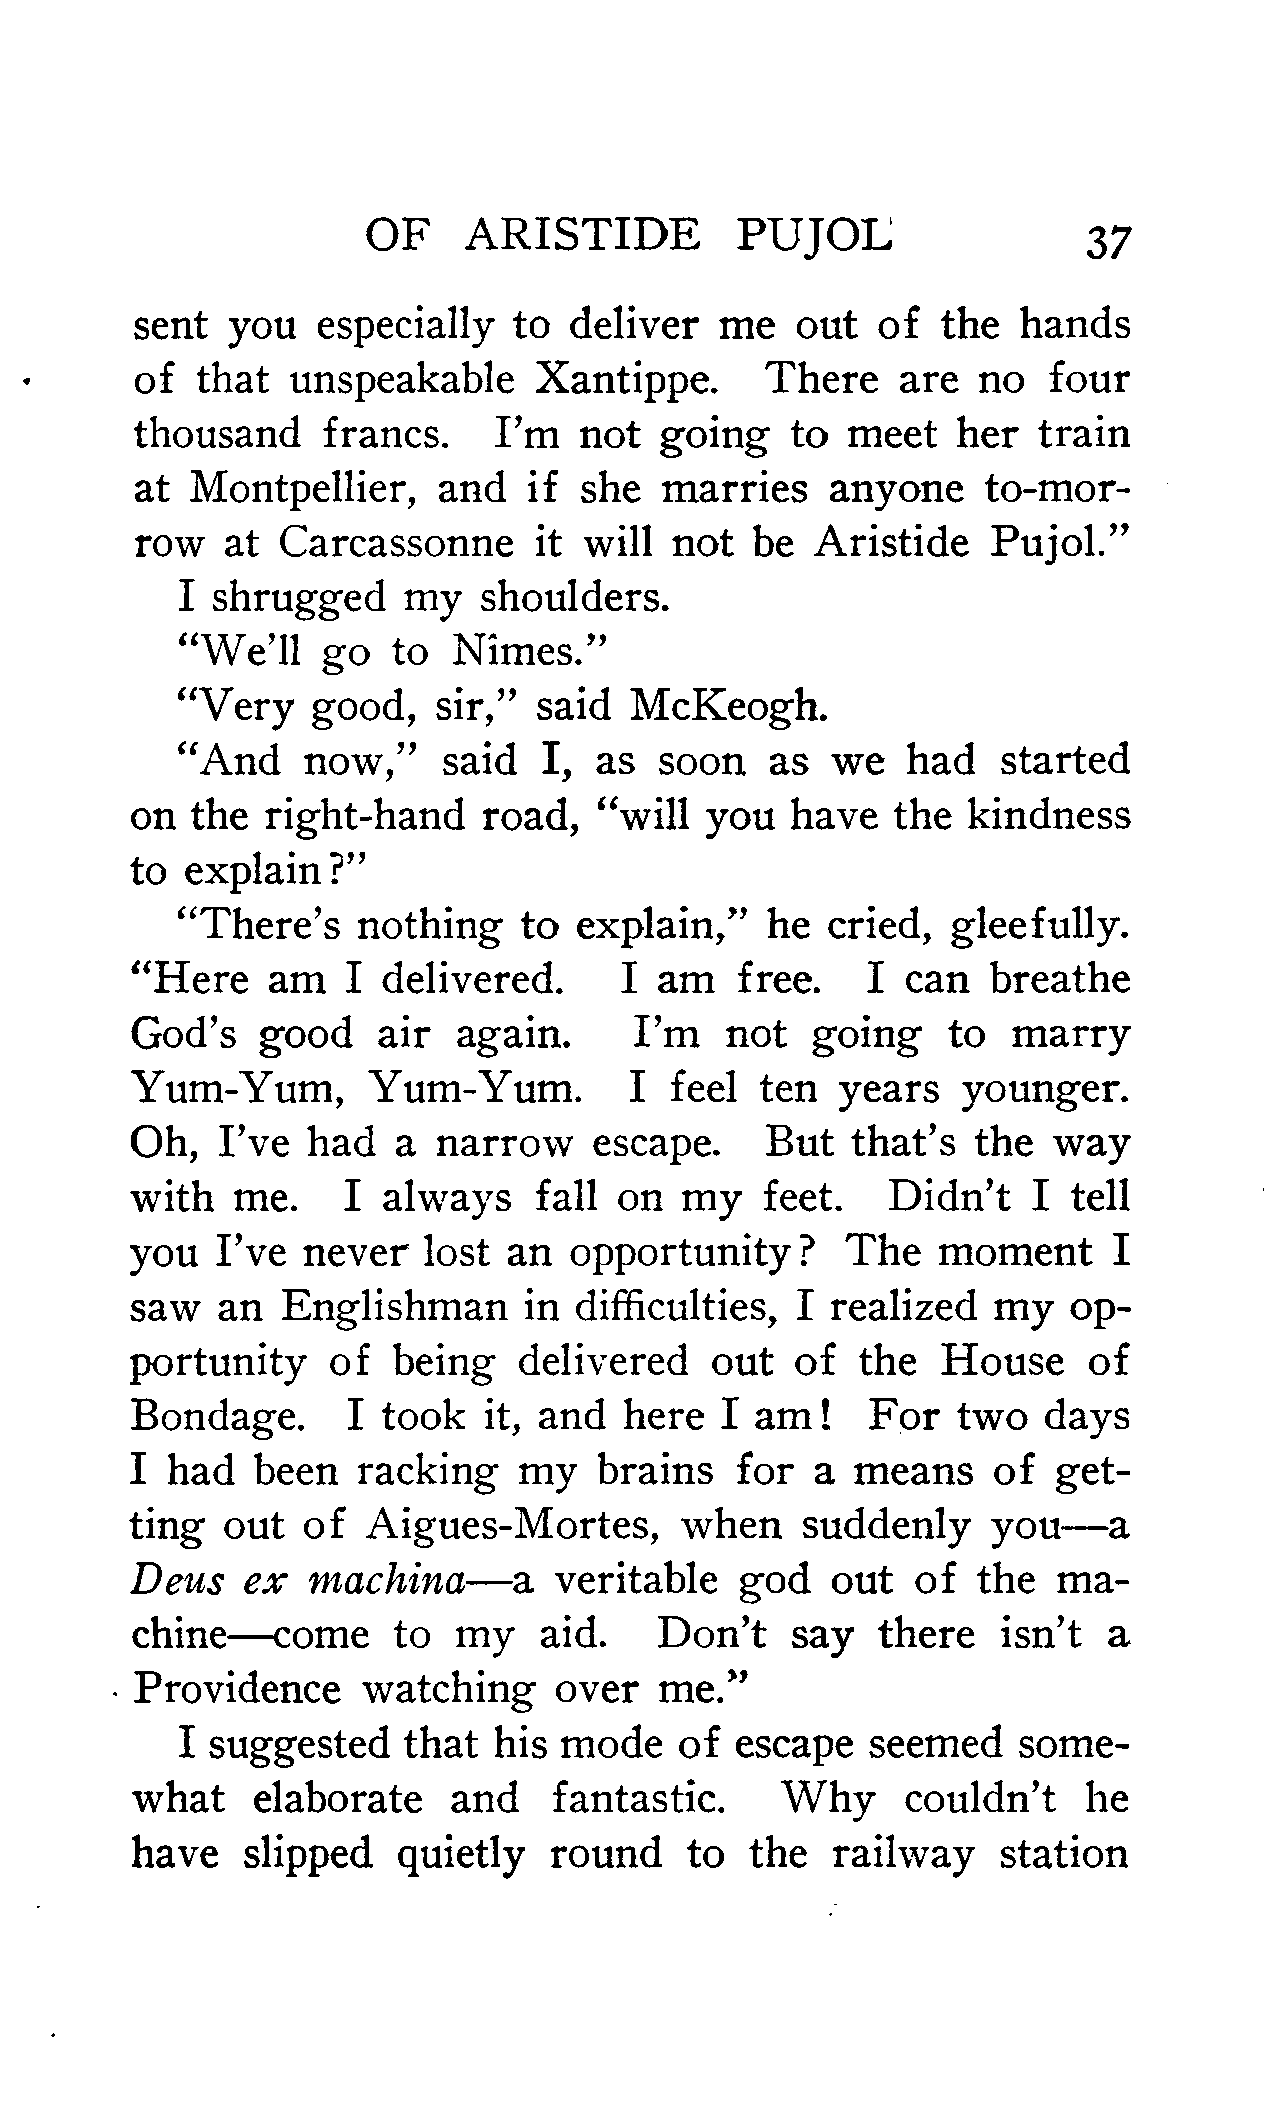 OF ARISTIDE PUJOL 37
sent you especially to deliver me out of the hands
of that unspeakable Xantippe. There are no four
thousand francs. I'm not going to meet her train
at Montpellier, and if she marries anyone to-mor-
row at Carcassonne it will not be Aristide Pujol."
I shrugged my shoulders.
"We'll go to Nîmes."
"Very good, sir," said McKeogh.
"And now," said I, as soon as we had started
on the right-hand road, "will you have the kindness
to explain?"
"There's nothing to explain," he cried, gleefully.
"Here am I delivered. I am free. I can breathe
God's good air again. I'm not going to marry
Yum-Yum, Yum-Yum. I feel ten years younger.
Oh, I've had a narrow escape. But that's the way
with me. I always fall on my feet. Didn't I tell
you I've never lost an opportunity? The moment I
saw an Englishman in difficulties, I realized my op-
portunity of being delivered out of the House of
Bondage. I took it, and here I am! For two days
I had been racking my brains for a means of get-
ting out of Aigues-Mortes, when suddenly you—a
Deus ex machina—a veritable god out of the ma-
chine—come to my aid. Don't say there isn't a
Providence watching over me."
I suggested that his mode of escape seemed some-
what elaborate and fantastic. Why couldn't he
have slipped quietly round to the railway station